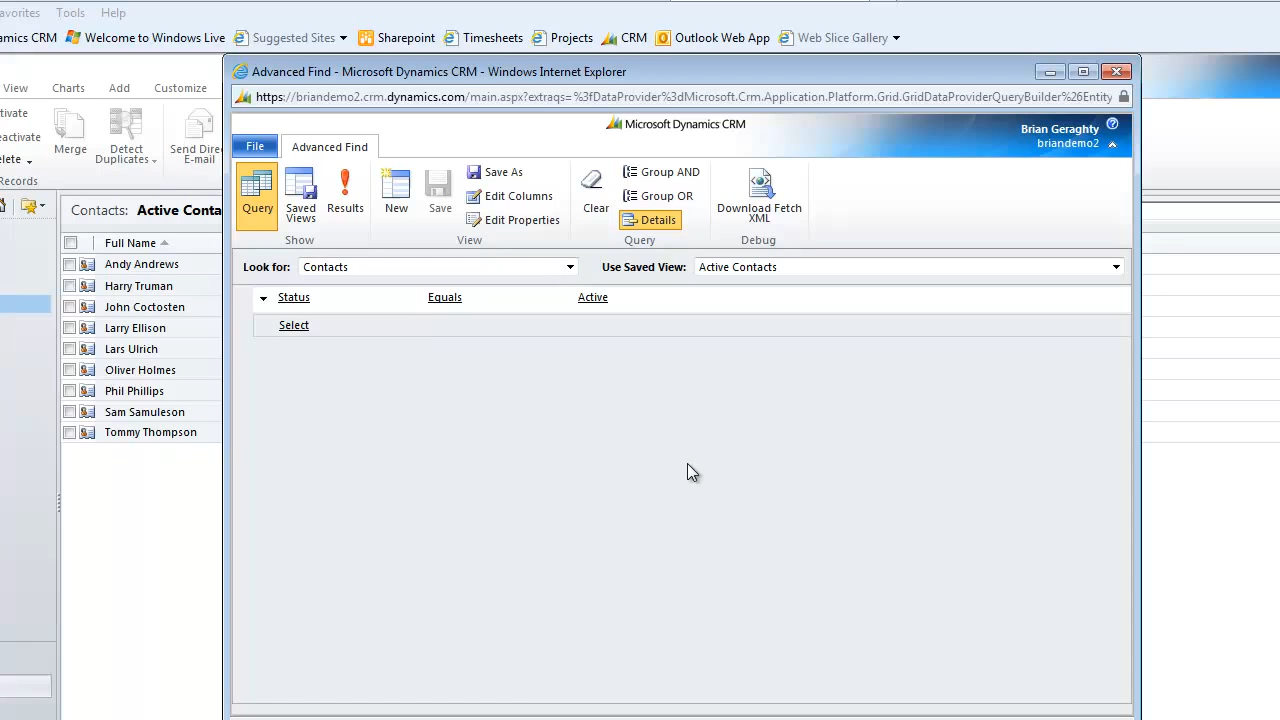 avorites Tools Help
amics CRM Welcome to Windows Live Suggested Sites Sharepoint Timesheets Projects CRM Outlook Web App Web Slice Gallery
Advanced Find - Microsoft Dynamics CRM - Windows Internet Explorer
https://briandemo2.crm.dynamics.com/main.aspx?extraqs=%3fDataProvider%3dMicrosoft.Crm.Application.Platform.Grid.GridDataProviderQueryBuilder%26Entity
Microsoft Dynamics CRM
Brian Geraghty
briandemo2
File Advanced Find
View Charts Add Customize
tivate
eactivate
elete
Merge
Detect
Duplicates
Send Dire
E-mail
Records
Query
Saved
Views
Results
Show
New
Save
Save As
Edit Columns
Edit Properties
View
Clear
Group AND
Group OR
Details
Query
Download Fetch
XML
Debug
Look for: Contacts Use Saved View: Active Contacts
Status Equals Active
Select
Contacts: Active Conta
Full Name
Andy Andrews
Harry Truman
John Coctosten
Larry Ellison
Lars Ulrich
Oliver Holmes
Phil Phillips
Sam Samuleson
Tommy Thompson